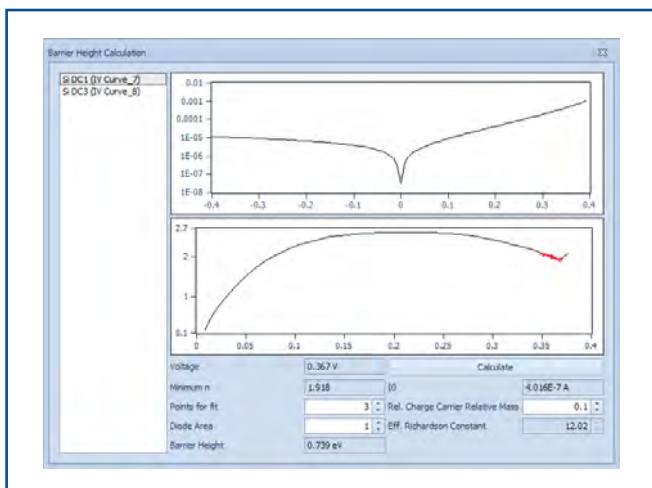 Barrier Height Calculation
Si DC1 (IV Curve_7)
Si DC3 (IV Curve_8)
0.01
0.001
0.0001
1E-05
1E-06
1E-07
1E-08
-0.4 -0.3 -0.2 -0.1 0 0.1 0.2 0.3 0.4
2.7
2
1
0.1
0 0.05 0.1 0.15 0.2 0.25 0.3 0.35 0.4
Voltage 0.367 V Calculate
Minimum n 1.918 I0 4.016E-7 A
Points for fit 3 Rel. Charge Carrier Relative Mass 0.1
Diode Area 1 Eff. Richardson Constant 12.02
Barrier Height 0.739 eV